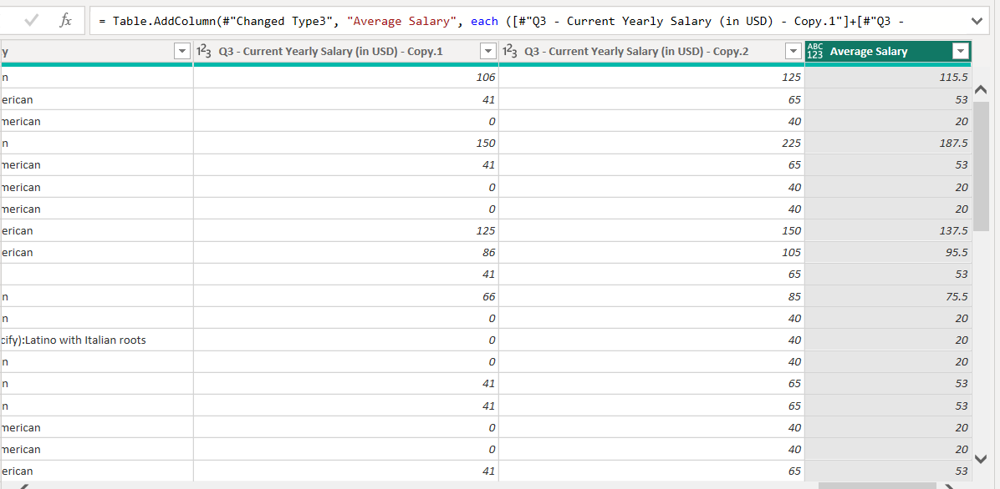 fx = Table.AddColumn(#"Changed Type3", "Average Salary", each ([#"Q3 - Current Yearly Salary (in USD) - Copy.1"]+[#"Q3 -
y 123 Q3 - Current Yearly Salary (in USD) - Copy.1 123 Q3 - Current Yearly Salary (in USD) - Copy.2 ABC 123 Average Salary
n 106 125 115.5
erican 41 65 53
merican 0 40 20
n 150 225 187.5
merican 41 65 53
merican 0 40 20
merican 0 40 20
erican 125 150 137.5
erican 86 105 95.5
41 65 53
n 66 85 75.5
n 0 40 20
cify):Latino with Italian roots 0 40 20
n 0 40 20
n 41 65 53
n 41 65 53
merican 0 40 20
merican 0 40 20
erican 41 65 53